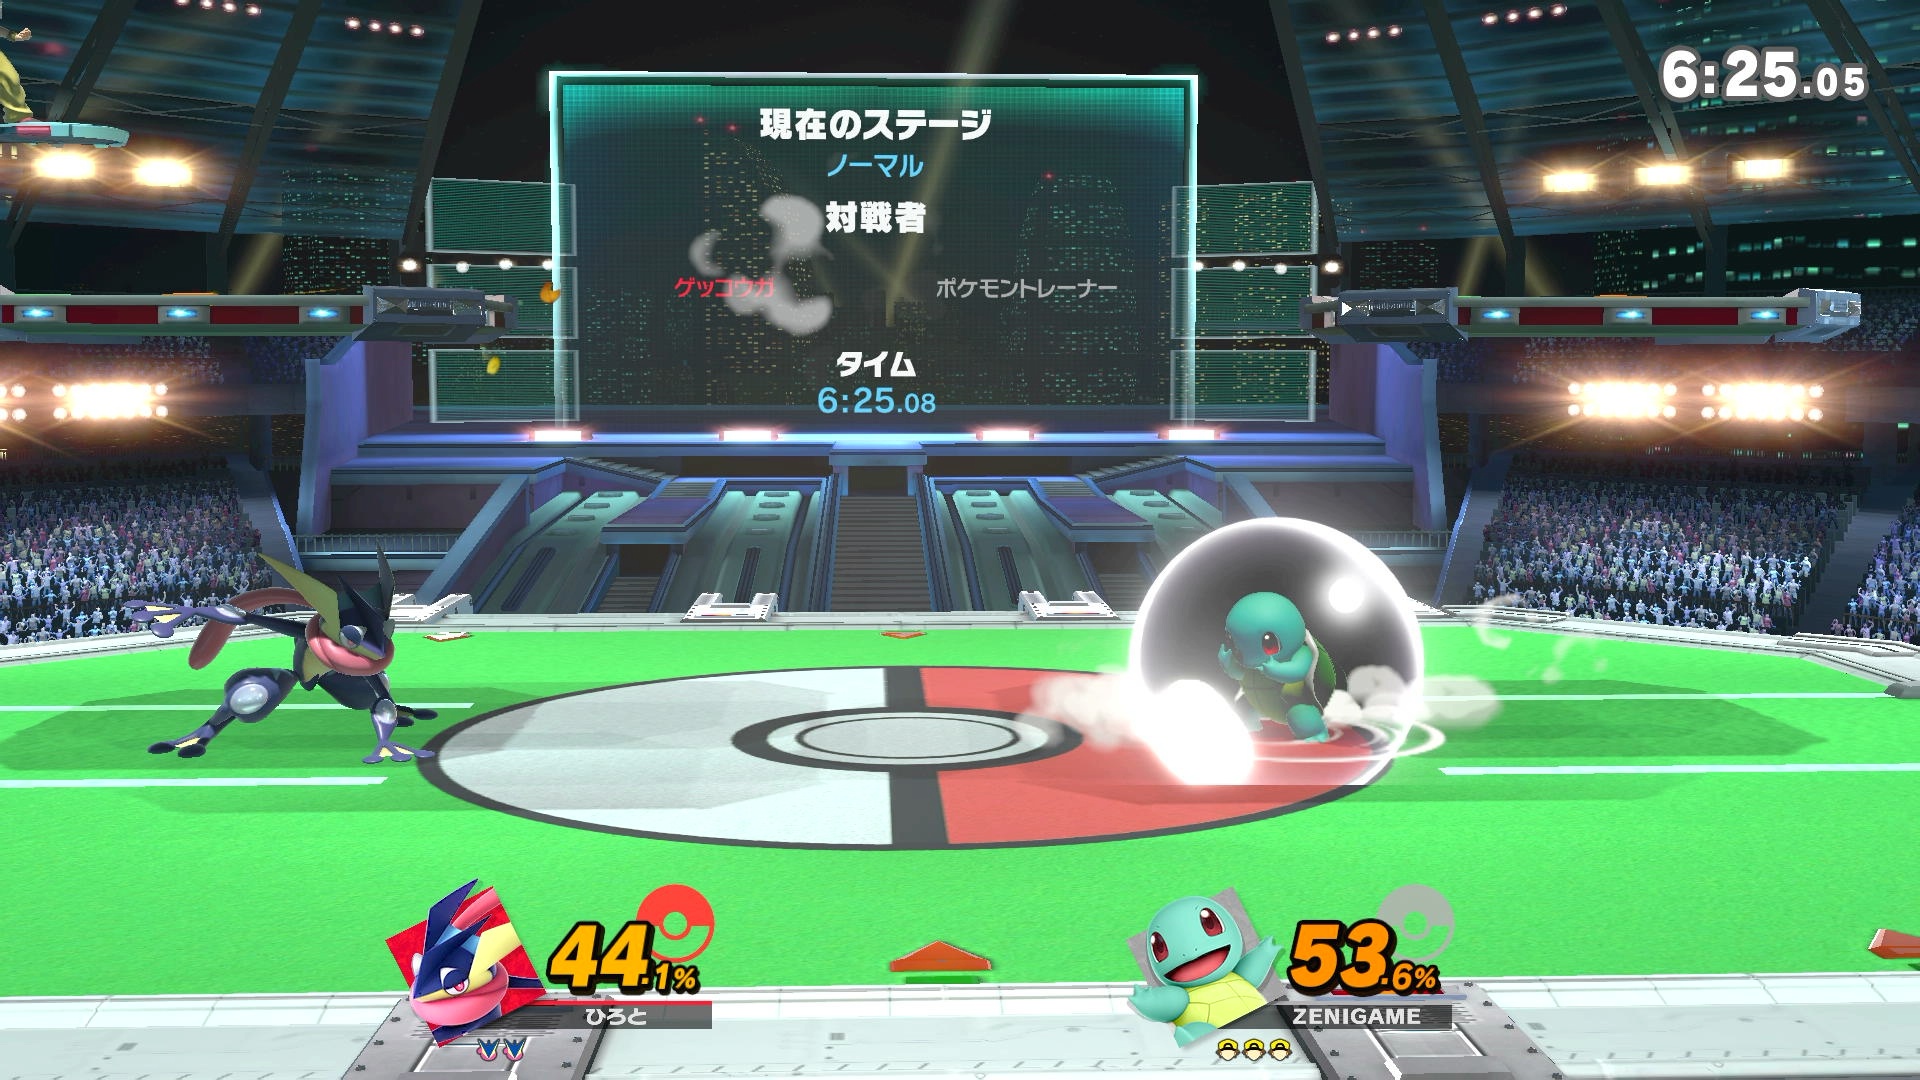 6:25.05
現在のステージ
ノーマル
対戦者
ゲッコウガ
ポケモントレーナー
タイム
6:25.08
44.1%
ひろと
53.6%
ZENIGAME